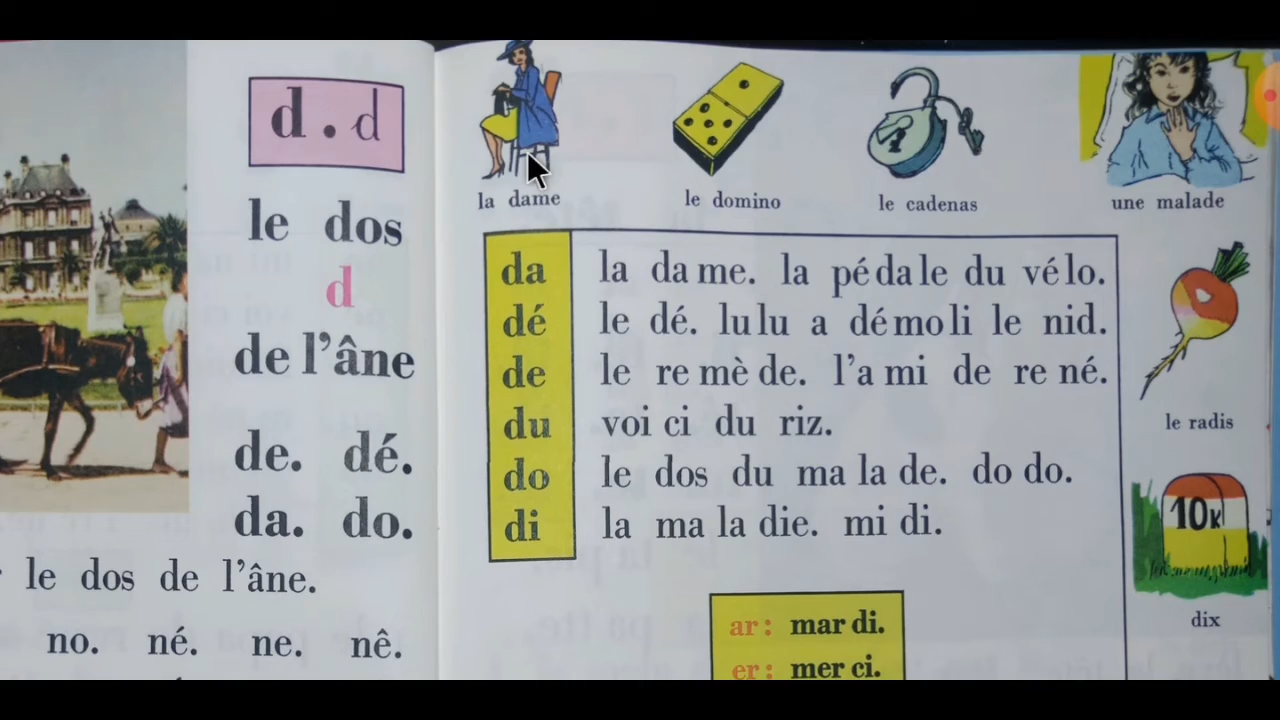 d . d
le dos
d
de l'âne
de. dé.
da. do.
le dos de l'âne.
no. né. ne. nê.
la dame
le domino
le cadenas
une malade
da la da me. la pé da le du vé lo.
dé le dé. lu lu a dé mo li le nid.
de le re mè de. l'a mi de re né.
du voi ci du riz.
do le dos du ma la de. do do.
di la ma la die. mi di.
le radis
10k
dix
ar : mar di.
er : mer ci.